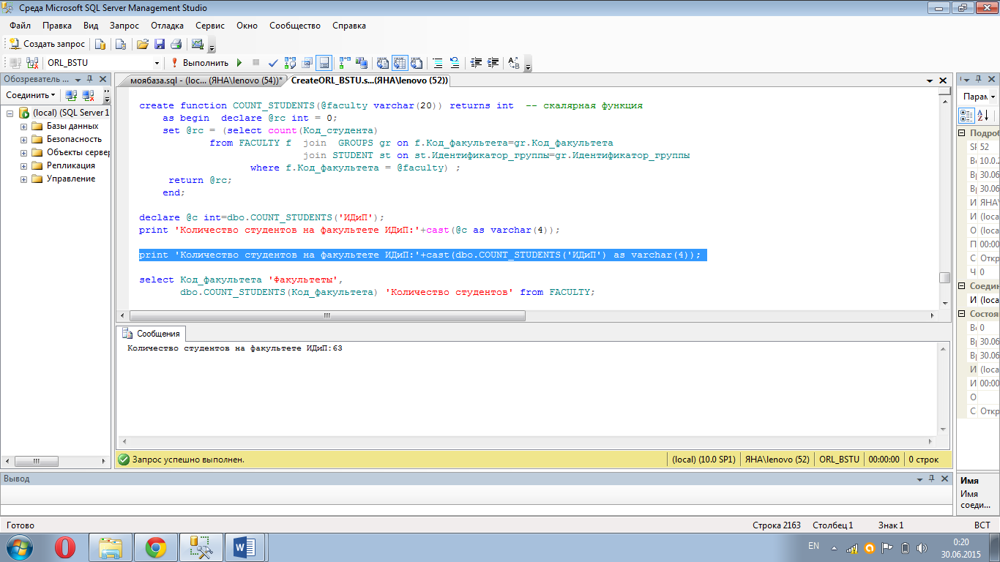 Среда Microsoft SQL Server Management Studio
Файл Правка Вид Запрос Отладка Сервис Окно Сообщество Справка
Создать запрос
ORL_BSTU Выполнить
Обозреватель ...
Соединить
(local) (SQL Server 1
Базы данных
Безопасность
Объекты сервер
Репликация
Управление
моябаза.sql - (loc... (ЯНА\lenovo (54))* CreateORL_BSTU.s...(ЯНА\lenovo (52))
create function COUNT_STUDENTS(@faculty varchar(20)) returns int -- скалярная функция
as begin declare @rc int = 0;
set @rc = (select count(Код_студента)
from FACULTY f join GROUPS gr on f.Код_факультета=gr.Код_факультета
join STUDENT st on st.Идентификатор_группы=gr.Идентификатор_группы
where f.Код_факультета = @faculty) ;
return @rc;
end;
declare @c int=dbo.COUNT_STUDENTS('ИДиП');
print 'Количество студентов на факультете ИДиП:'+cast(@c as varchar(4));
print 'Количество студентов на факультете ИДиП:'+cast(dbo.COUNT_STUDENTS('ИДиП') as varchar(4));
select Код_факультета 'Факультеты',
dbo.COUNT_STUDENTS(Код_факультета) 'Количество студентов' from FACULTY;
Сообщения
Количество студентов на факультете ИДиП:63
Запрос успешно выполнен. (local) (10.0 SP1) ЯНА\lenovo (52) ORL_BSTU 00:00:00 0 строк
Парам
Подроб
SF 52
10.0.
30.06
30.06
И ЯНА\
И (loca
О (loca
П 00:00
С Откр
Ч 0
Соедин
И (loca
Состоя
0
30.06
30.06
И (loca
И 00:00
О
С Откр
Имя
Имя
соеди...
Вывод
Готово Строка 2163 Столбец 1 Знак 1 ВСТ
EN 0:20
30.06.2015